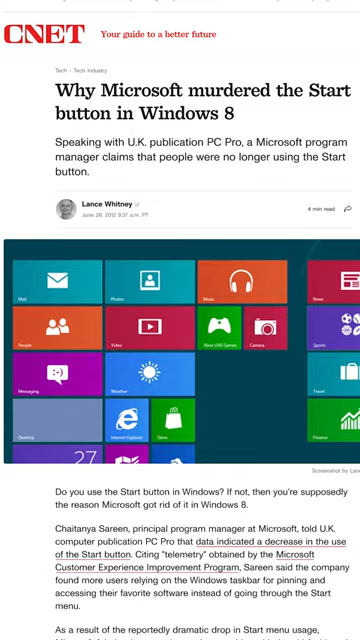 CNET
Your guide to a better future
Tech › Tech Industry
Why Microsoft murdered the Start
button in Windows 8
Speaking with U.K. publication PC Pro, a Microsoft program
manager claims that people were no longer using the Start
button.
Lance Whitney
June 28, 2012 9:37 a.m. PT
4 min read
Mail
Photos
Music
News
People
Video
Xbox LIVE Games
Camera
Sports
Messaging
Weather
Travel
Desktop
Internet Explorer
Store
Finance
27
Screenshot by Lan
Do you use the Start button in Windows? If not, then you're supposedly
the reason Microsoft got rid of it in Windows 8.
Chaitanya Sareen, principal program manager at Microsoft, told U.K.
computer publication PC Pro that data indicated a decrease in the use
of the Start button. Citing "telemetry" obtained by the Microsoft
Customer Experience Improvement Program, Sareen said the company
found more users relying on the Windows taskbar for pinning and
accessing their favorite software instead of going through the Start
menu.
As a result of the reportedly dramatic drop in Start menu usage,